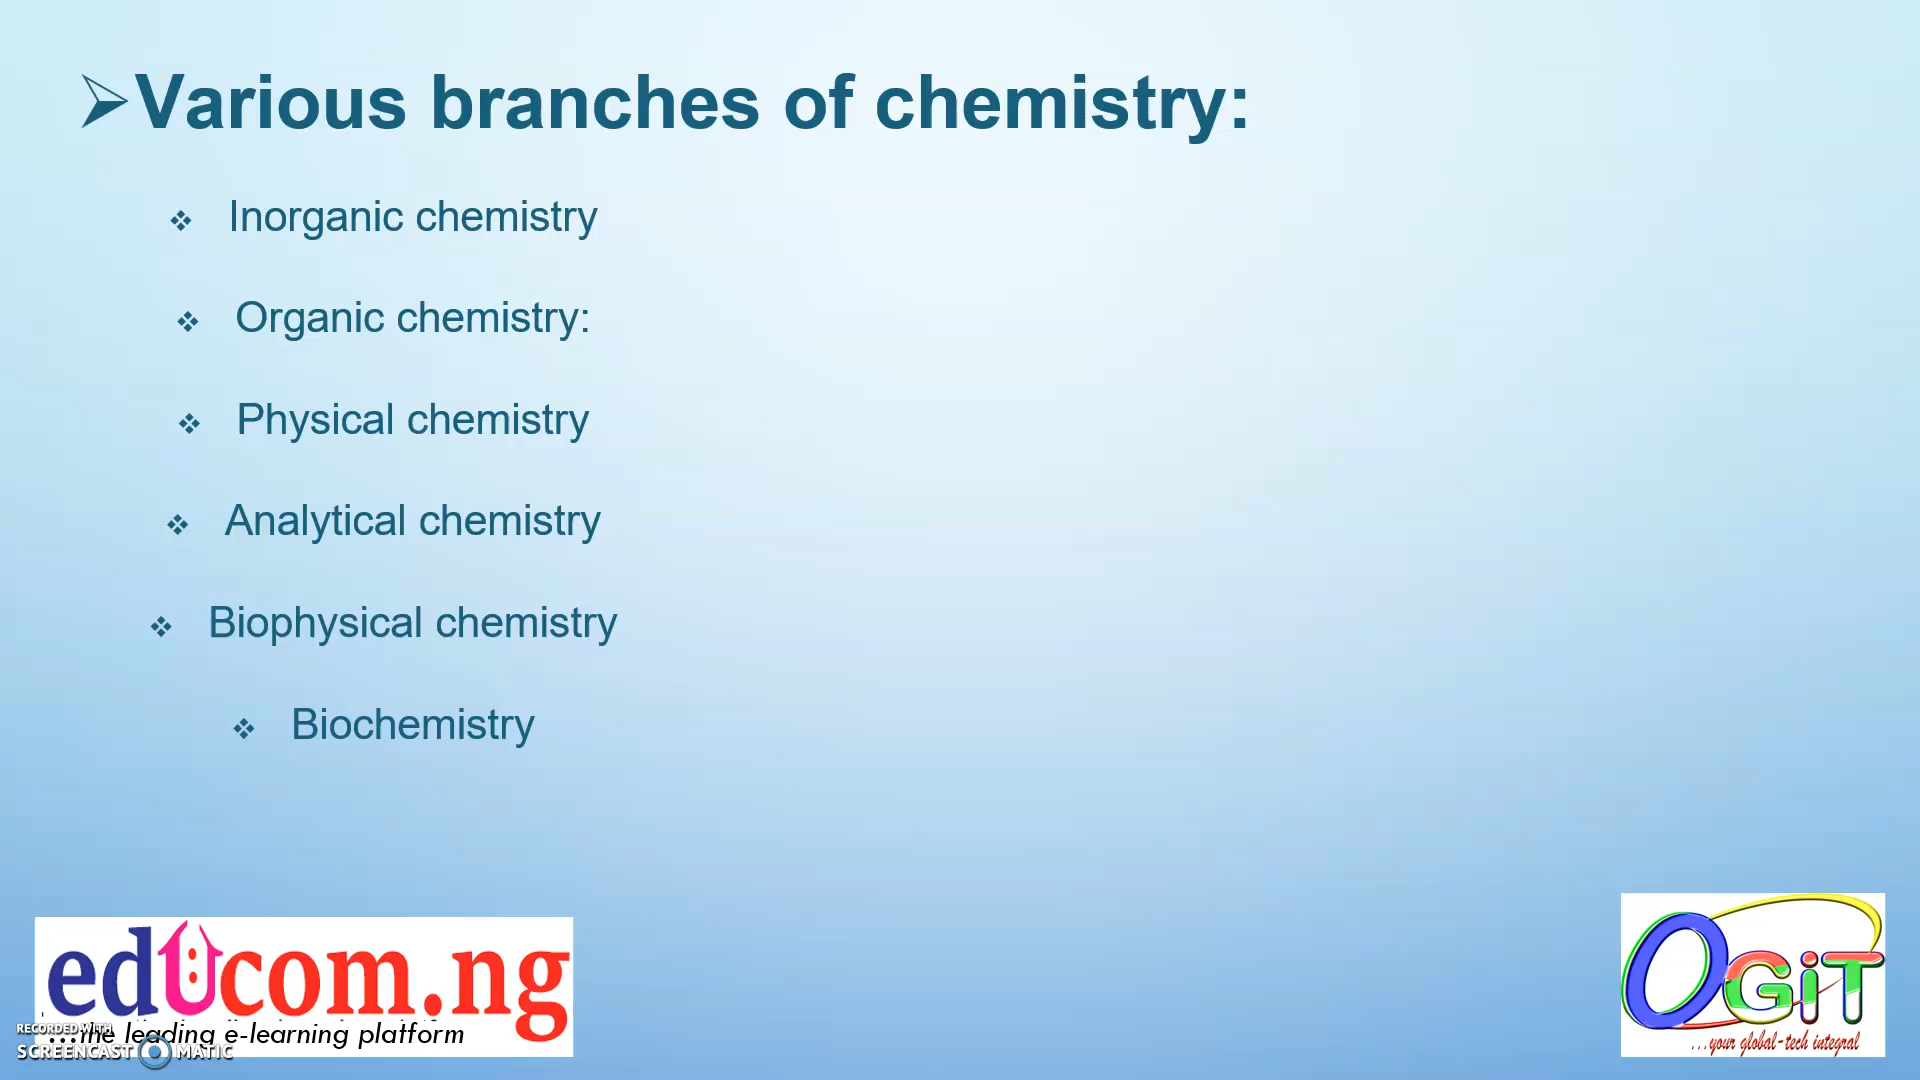 ➢Various branches of chemistry:
❖ Inorganic chemistry
❖ Organic chemistry:
❖ Physical chemistry
❖ Analytical chemistry
❖ Biophysical chemistry
❖ Biochemistry
edUcom.ng
...the leading e-learning platform
RECORDED WITH
SCREENCAST MATIC
OGiT
...your global-tech integral